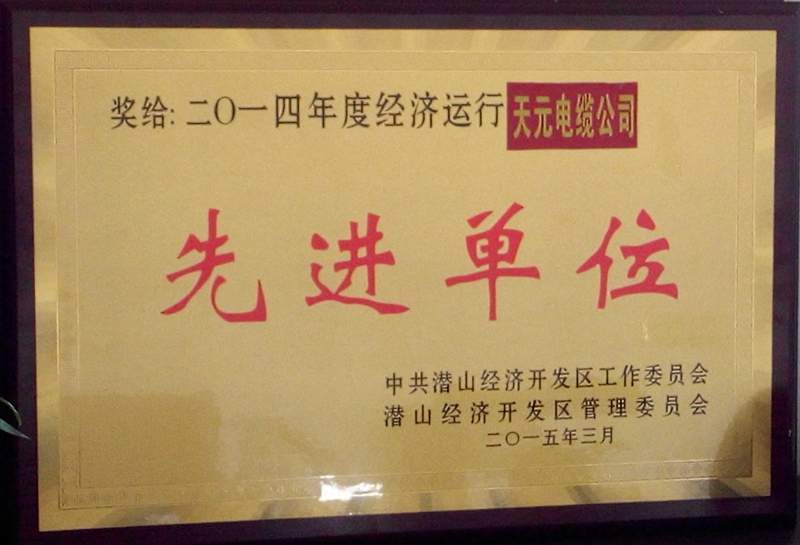 奖给:二〇一四年度经济运行天元电缆公司
先进单位
中共潜山经济开发区工作委员会
潜山经济开发区管理委员会
二〇一五年三月